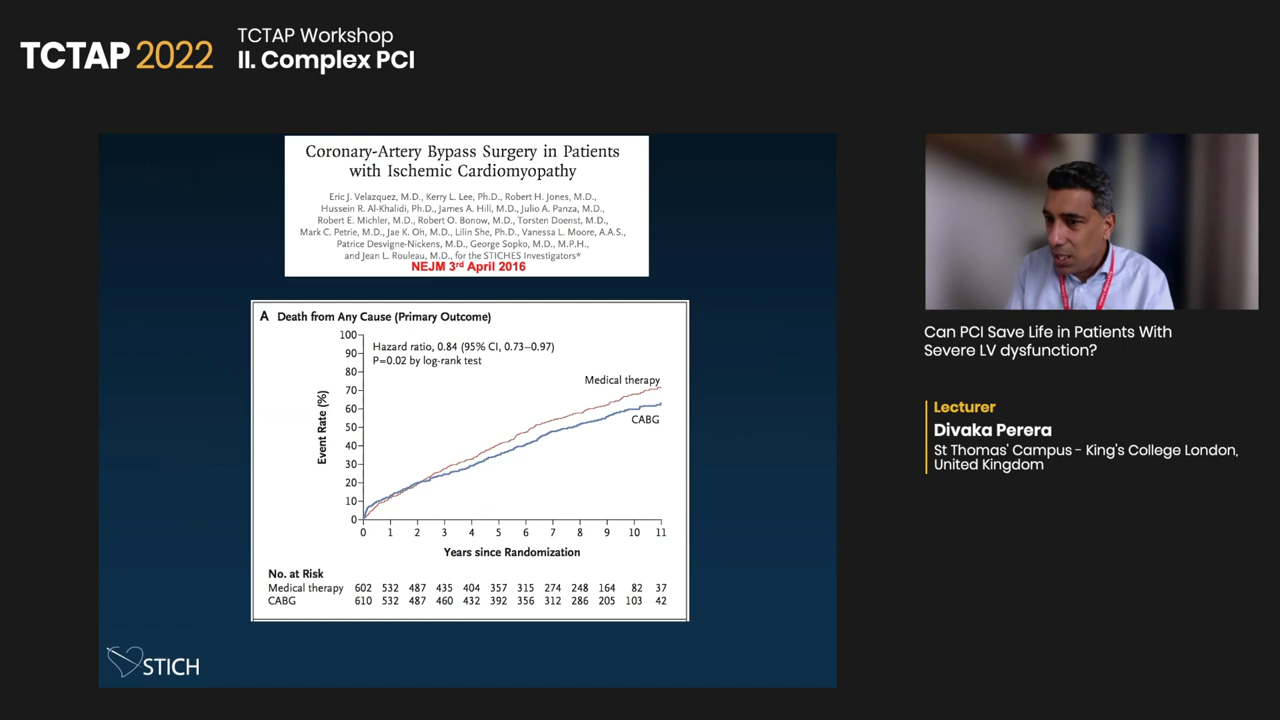 TCTAP 2022
TCTAP Workshop
II. Complex PCI
Coronary-Artery Bypass Surgery in Patients
with Ischemic Cardiomyopathy
Eric J. Velazquez, M.D., Kerry L. Lee, Ph.D., Robert H. Jones, M.D.,
Hussein R. Al-Khalidi, Ph.D., James A. Hill, M.D., Julio A. Panza, M.D.,
Robert E. Michler, M.D., Robert O. Bonow, M.D., Torsten Doenst, M.D.,
Mark C. Petrie, M.D., Jae K. Oh, M.D., Lilin She, Ph.D., Vanessa L. Moore, A.A.S.,
Patrice Desvigne-Nickens, M.D., George Sopko, M.D., M.P.H.,
and Jean L. Rouleau, M.D., for the STICHES Investigators*
NEJM 3rd April 2016
A Death from Any Cause (Primary Outcome)
Hazard ratio, 0.84 (95% CI, 0.73–0.97)
P=0.02 by log-rank test
Event Rate (%)
100
90
80
70
60
50
40
30
20
10
0
Medical therapy
CABG
0 1 2 3 4 5 6 7 8 9 10 11
Years since Randomization
No. at Risk
Medical therapy 602 532 487 435 404 357 315 274 248 164 82 37
CABG 610 532 487 460 432 392 356 312 286 205 103 42
STICH
Can PCI Save Life in Patients With
Severe LV dysfunction?
Lecturer
Divaka Perera
St Thomas' Campus - King's College London,
United Kingdom